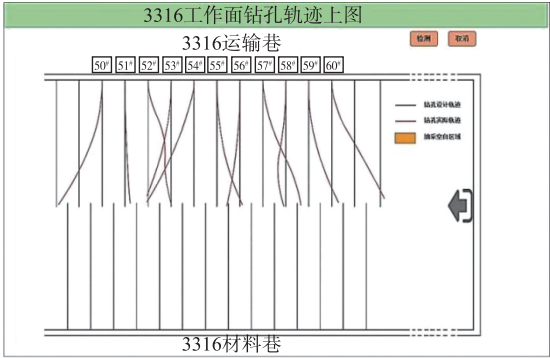 3316工作面钻孔轨迹上图
3316运输巷
检测 取消
50# 51# 52# 53# 54# 55# 56# 57# 58# 59# 60#
钻孔设计轨迹
钻孔实际轨迹
抽采空白区域
3316材料巷